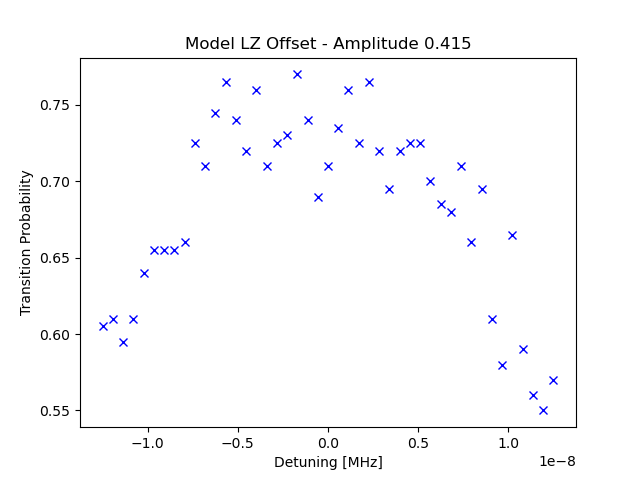 Model LZ Offset - Amplitude 0.415
Transition Probability
0.75
0.70
0.65
0.60
0.55
−1.0 −0.5 0.0 0.5 1.0
1e−8
Detuning [MHz]